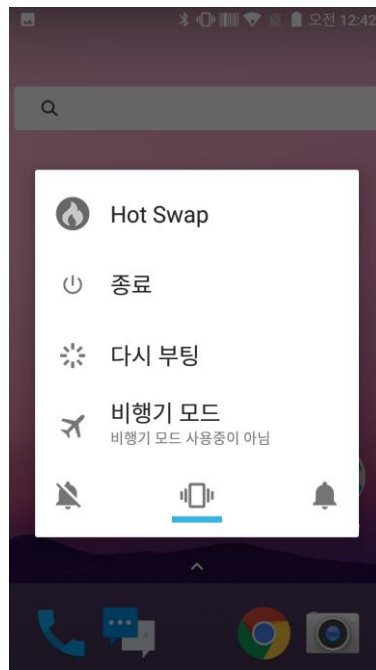 오전 12:42
Hot Swap
종료
다시 부팅
비행기 모드
비행기 모드 사용중이 아님